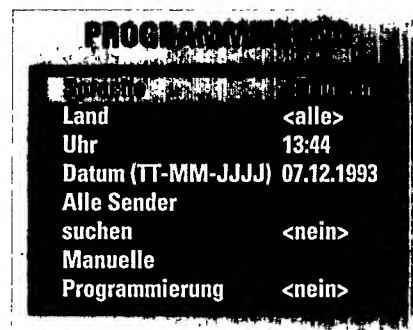 Sprache
Land <alle>
Uhr 13:44
Datum (TT-MM-JJJJ) 07.12.1993
Alle Sender
suchen <nein>
Manuelle
Programmierung <nein>